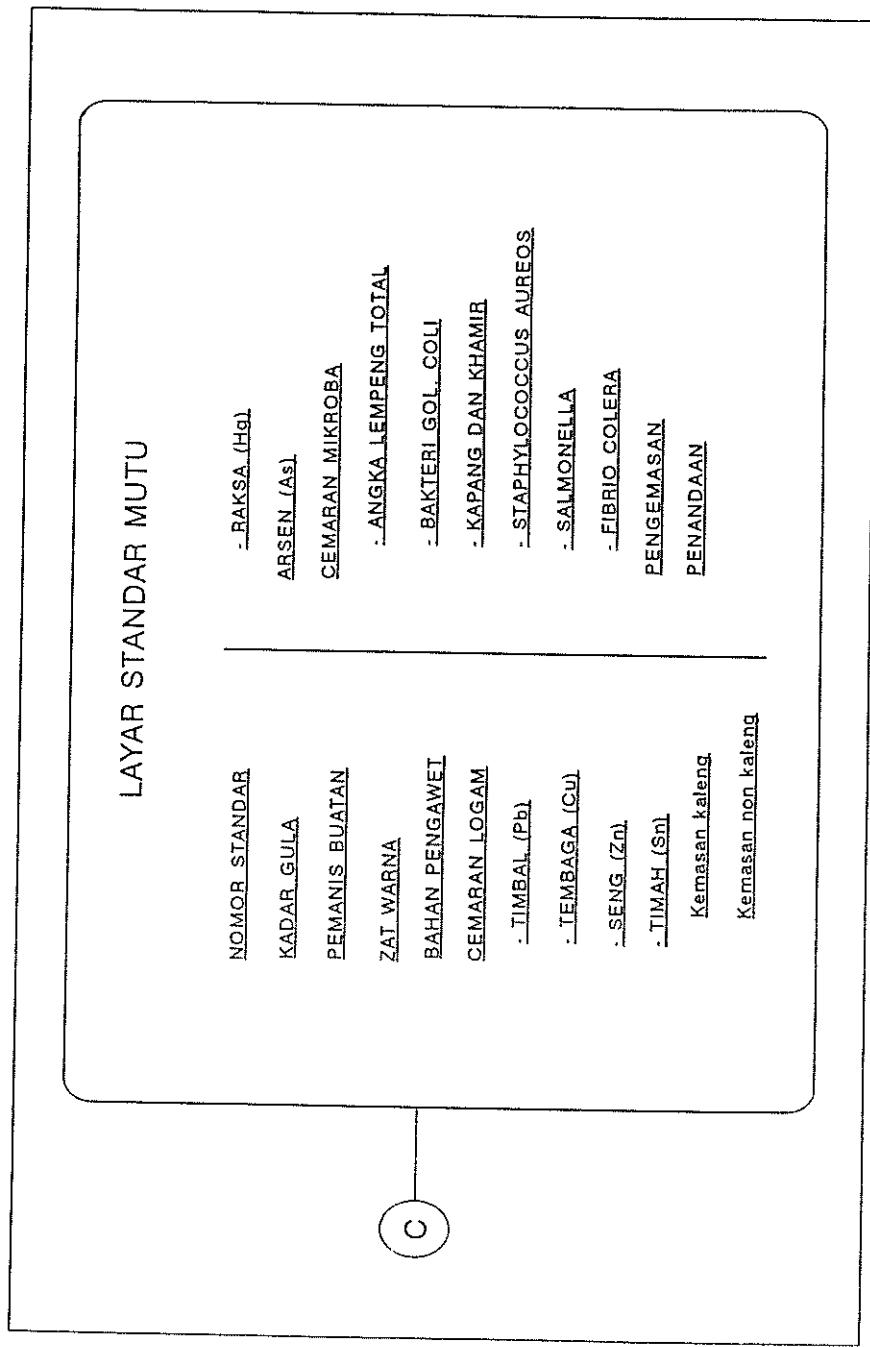 LAYAR STANDAR MUTU
NOMOR STANDAR
KADAR GULA
PEMANIS BUATAN
ZAT WARNA
BAHAN PENGAWET
CEMARAN LOGAM
- TIMBAL (Pb)
- TEMBAGA (Cu)
- SENG (Zn)
- TIMAH (Sn)
Kemasan kaleng
Kemasan non kaleng
- RAKSA (Hg)
ARSEN (As)
CEMARAN MIKROBA
- ANGKA LEMPENG TOTAL
- BAKTERI GOL. COLI
- KAPANG DAN KHAMIR
- STAPHYLOCOCCUS AUREOS
- SALMONELLA
- FIBRIO COLERA
PENGEMASAN
PENANDAAN
C